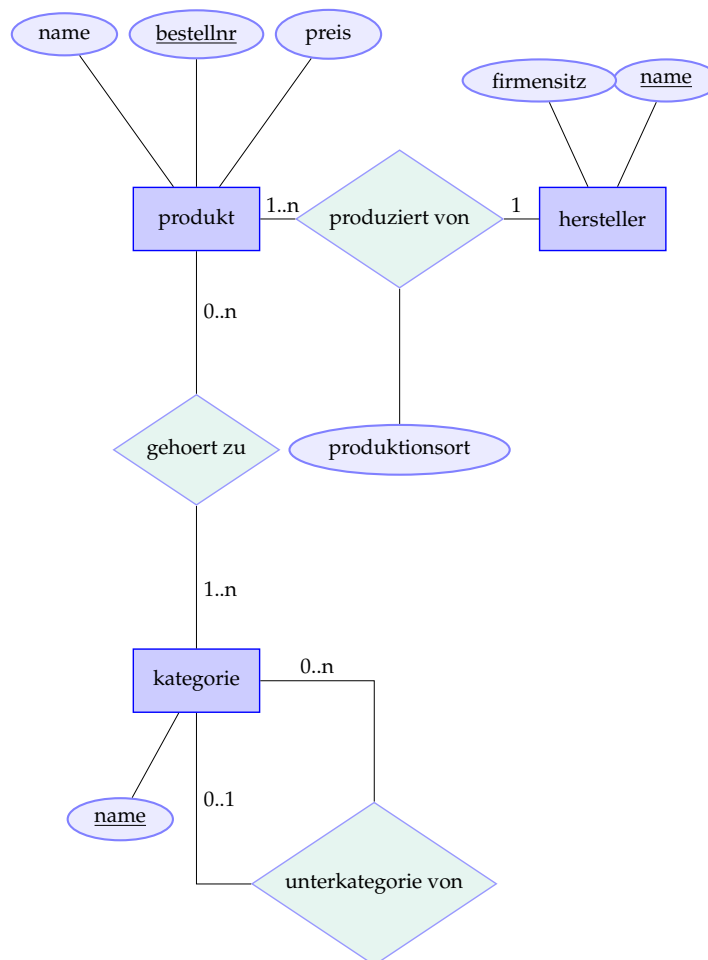 name
bestellnr
preis
firmensitz
name
produkt
1..n
produziert von
1
hersteller
0..n
gehoert zu
produktionsort
1..n
kategorie
0..n
name
0..1
unterkategorie von